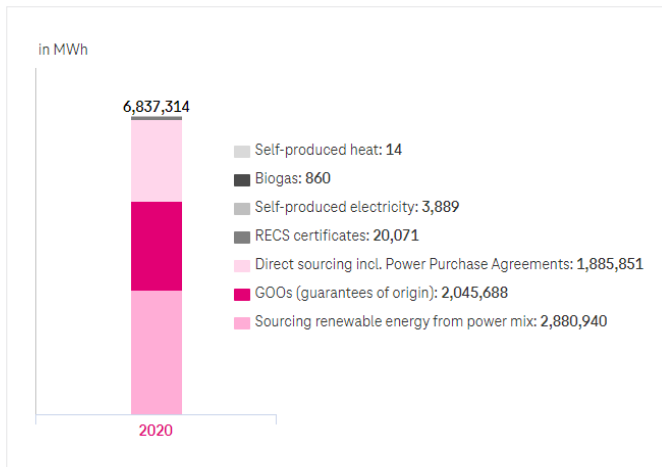 in MWh
6,837,314
Self-produced heat: 14
Biogas: 860
Self-produced electricity: 3,889
RECS certificates: 20,071
Direct sourcing incl. Power Purchase Agreements: 1,885,851
GOOs (guarantees of origin): 2,045,688
Sourcing renewable energy from power mix: 2,880,940
2020